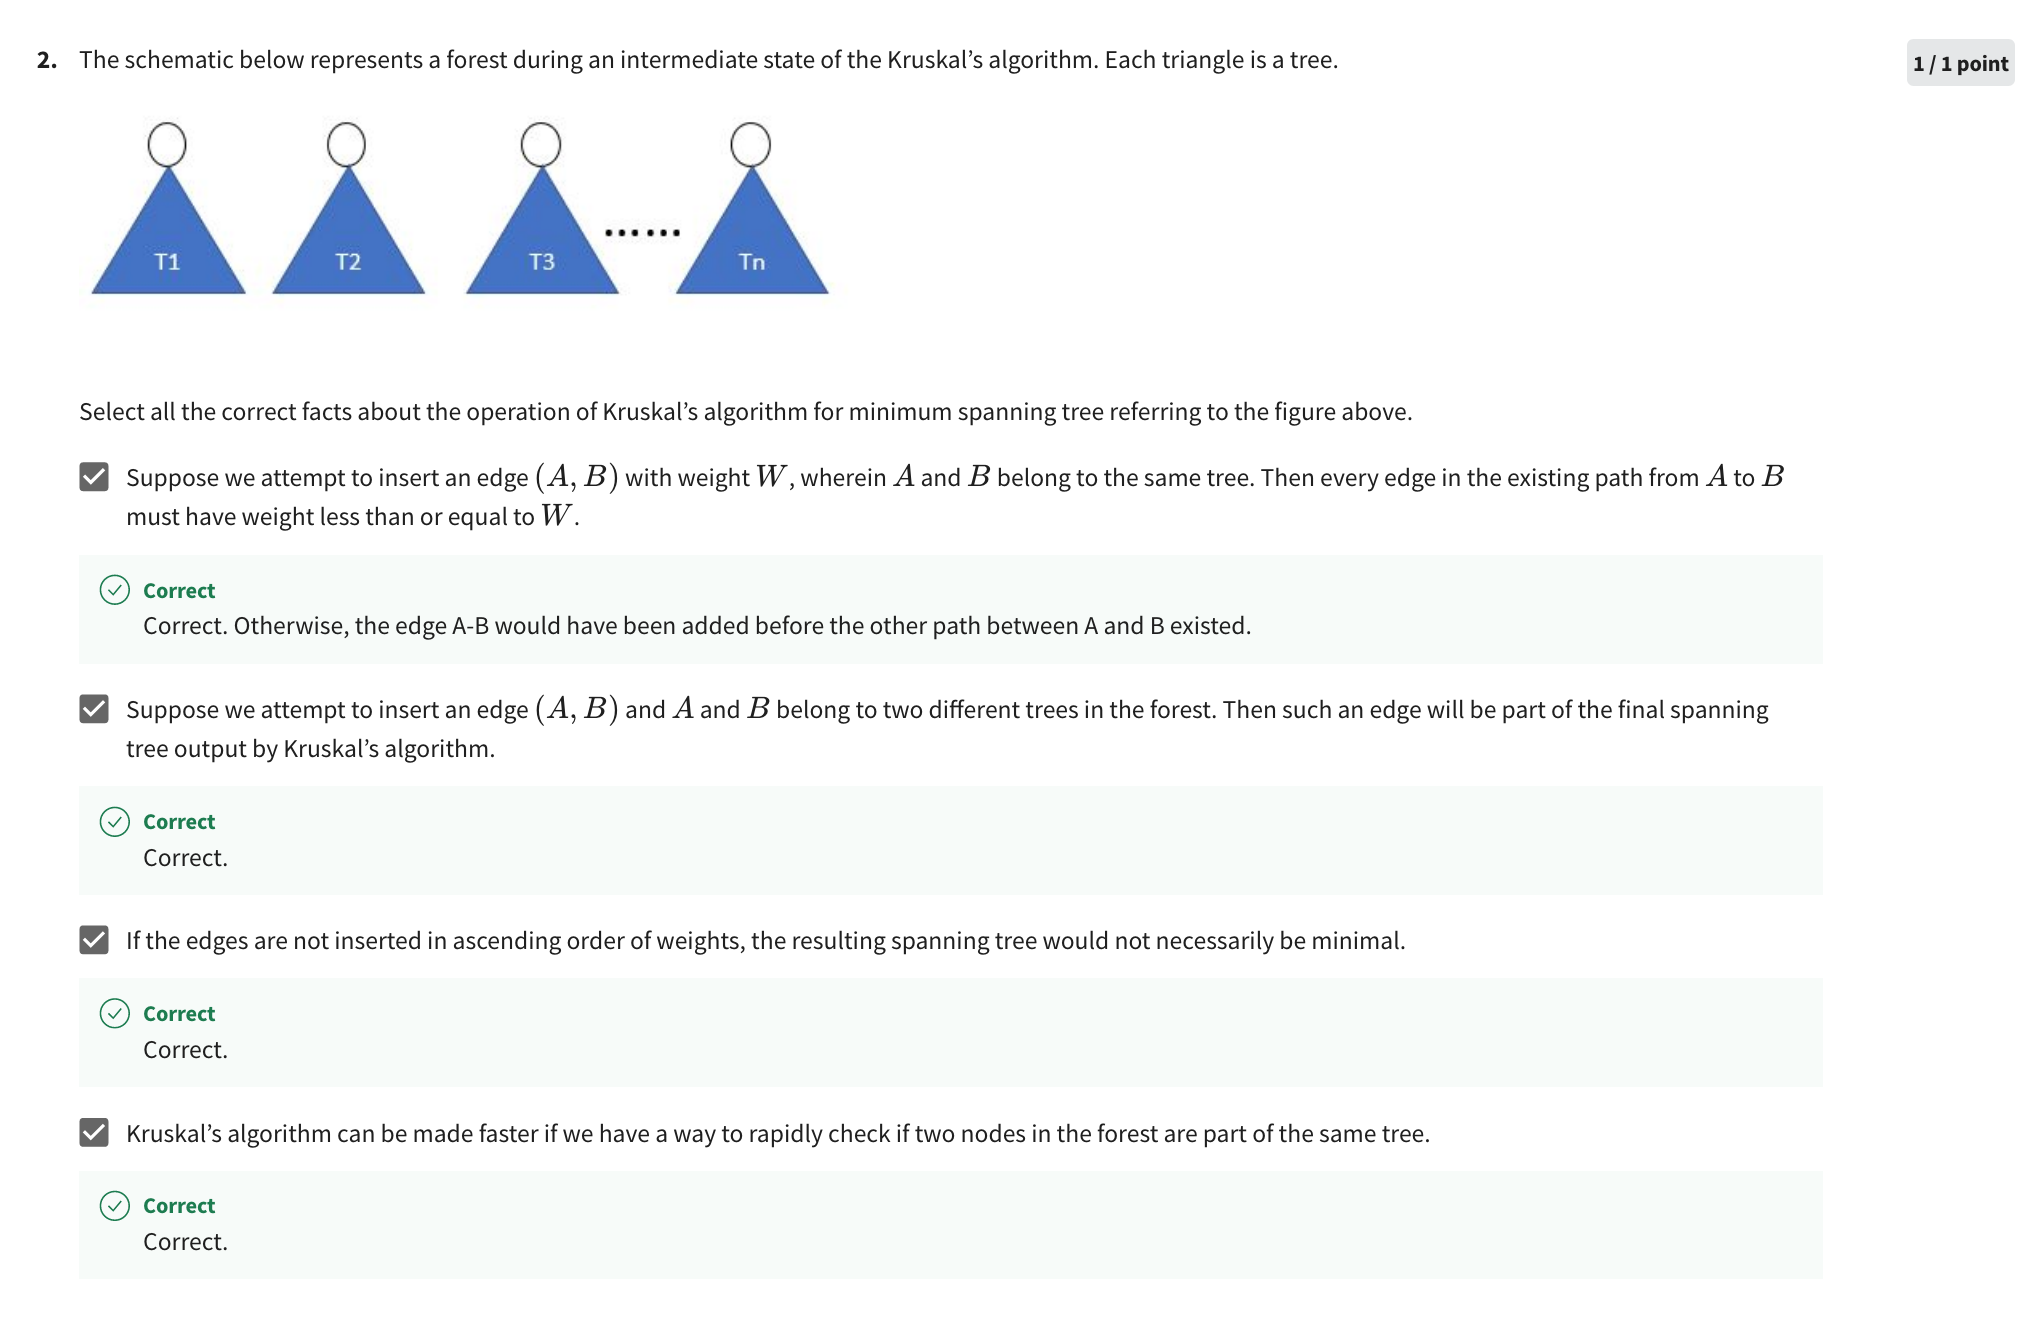 2. The schematic below represents a forest during an intermediate state of the Kruskal’s algorithm. Each triangle is a tree.
1 / 1 point
T1 T2 T3 ...... Tn
Select all the correct facts about the operation of Kruskal’s algorithm for minimum spanning tree referring to the figure above.
Suppose we attempt to insert an edge (A, B) with weight W, wherein A and B belong to the same tree. Then every edge in the existing path from A to B
must have weight less than or equal to W.
Correct
Correct. Otherwise, the edge A-B would have been added before the other path between A and B existed.
Suppose we attempt to insert an edge (A, B) and A and B belong to two different trees in the forest. Then such an edge will be part of the final spanning
tree output by Kruskal’s algorithm.
Correct
Correct.
If the edges are not inserted in ascending order of weights, the resulting spanning tree would not necessarily be minimal.
Correct
Correct.
Kruskal’s algorithm can be made faster if we have a way to rapidly check if two nodes in the forest are part of the same tree.
Correct
Correct.